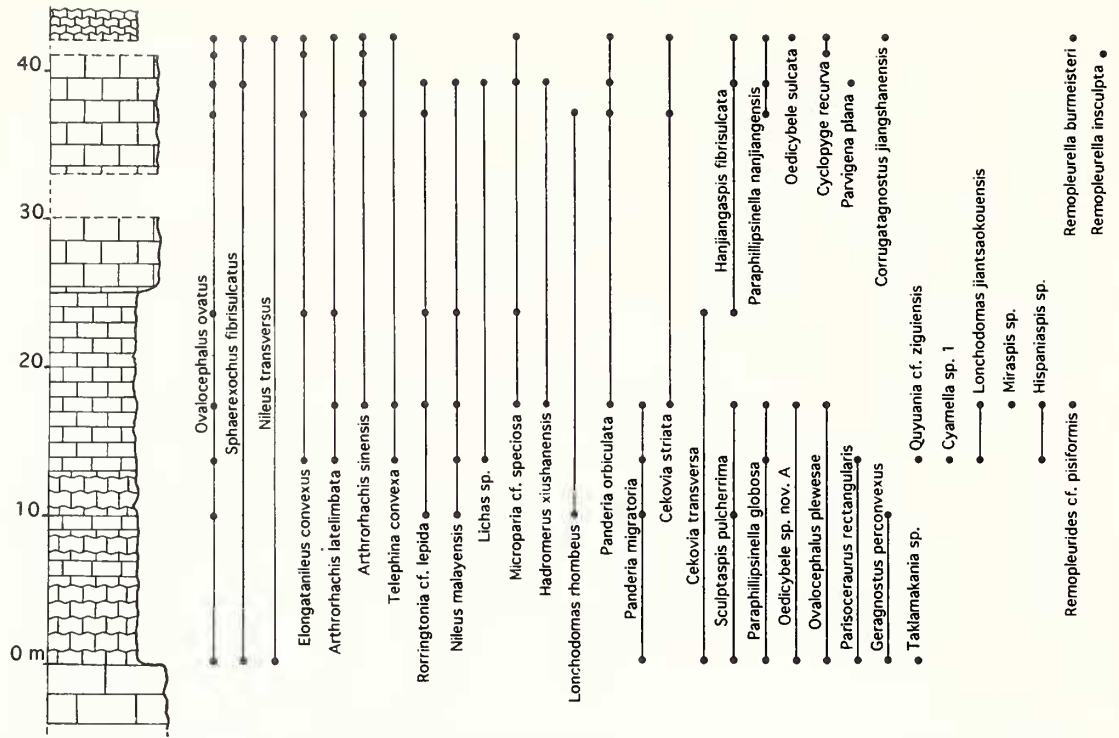 40
30
20
10
0 m
Ovalocephalus ovatus
Sphaerexochus fibrisulcatus
Nileus transversus
Elongatanileus convexus
Arthrorhachis latelimbata
Arthrorhachis sinensis
Telephina convexa
Rorringtonia cf. lepida
Nileus malayensis
Lichas sp.
Microparia cf. speciosa
Hadromerus xiushanensis
Lonchodomas rhombeus
Panderia orbiculata
Panderia migratoria
Cekovia striata
Cekovia transversa
Hanjiangaspis fibrisulcata
Sculptaspis pulcherrima
Paraphillipsinella nanjiangensis
Paraphillipsinella globosa
Oedicybele sulcata
Oedicybele sp. nov. A
Cyclopyge recurva
Ovalocephalus plewesae
Parvigena plana
Parisoceraurus rectangularis
Corrugatagnostus jiangshanensis
Geragnostus perconvexus
Quyuania cf. ziguiensis
Taklamakania sp.
Cyamella sp. 1
Lonchodomas jiantsaokouensis
Miraspis sp.
Hispaniaspis sp.
Remopleurella burmeisteri
Remopleurides cf. pisiformis
Remopleurella insculpta